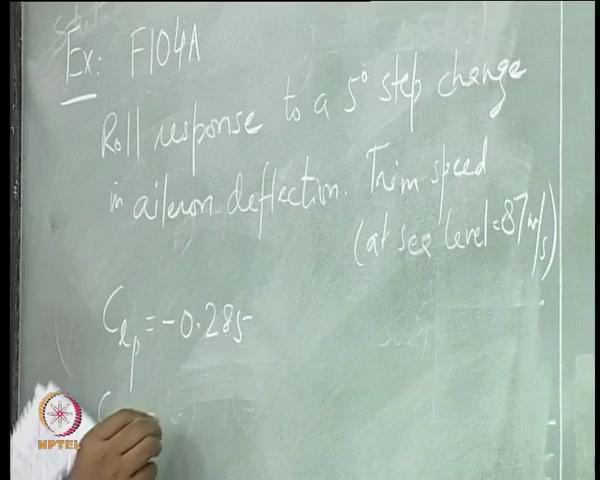 Ex: F104A
Roll response to a 5° step change
in aileron deflection. Trim speed
(at sea level = 87 m/s)
C_lp = -0.285
C
NPTEL